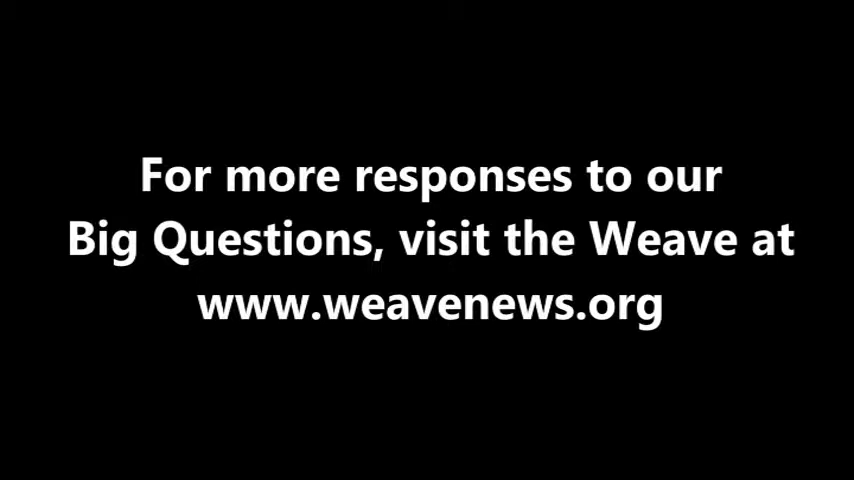 For more responses to our
Big Questions, visit the Weave at
www.weavenews.org